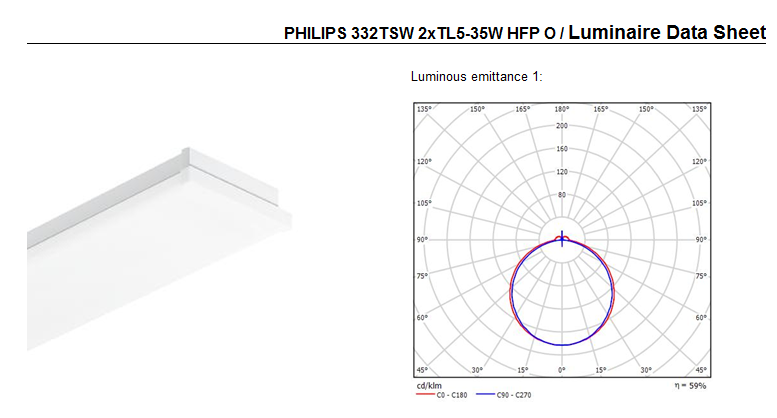 PHILIPS 332TSW 2xTL5-35W HFP O / Luminaire Data Sheet
Luminous emittance 1:
135° 150° 165° 180° 165° 150° 135°
200
160
120° 120°
120
105° 80 105°
90° 90°
75° 75°
60° 60°
45° 30° 15° 0° 15° 30° 45°
cd/klm η = 59%
C0 - C180 C90 - C270